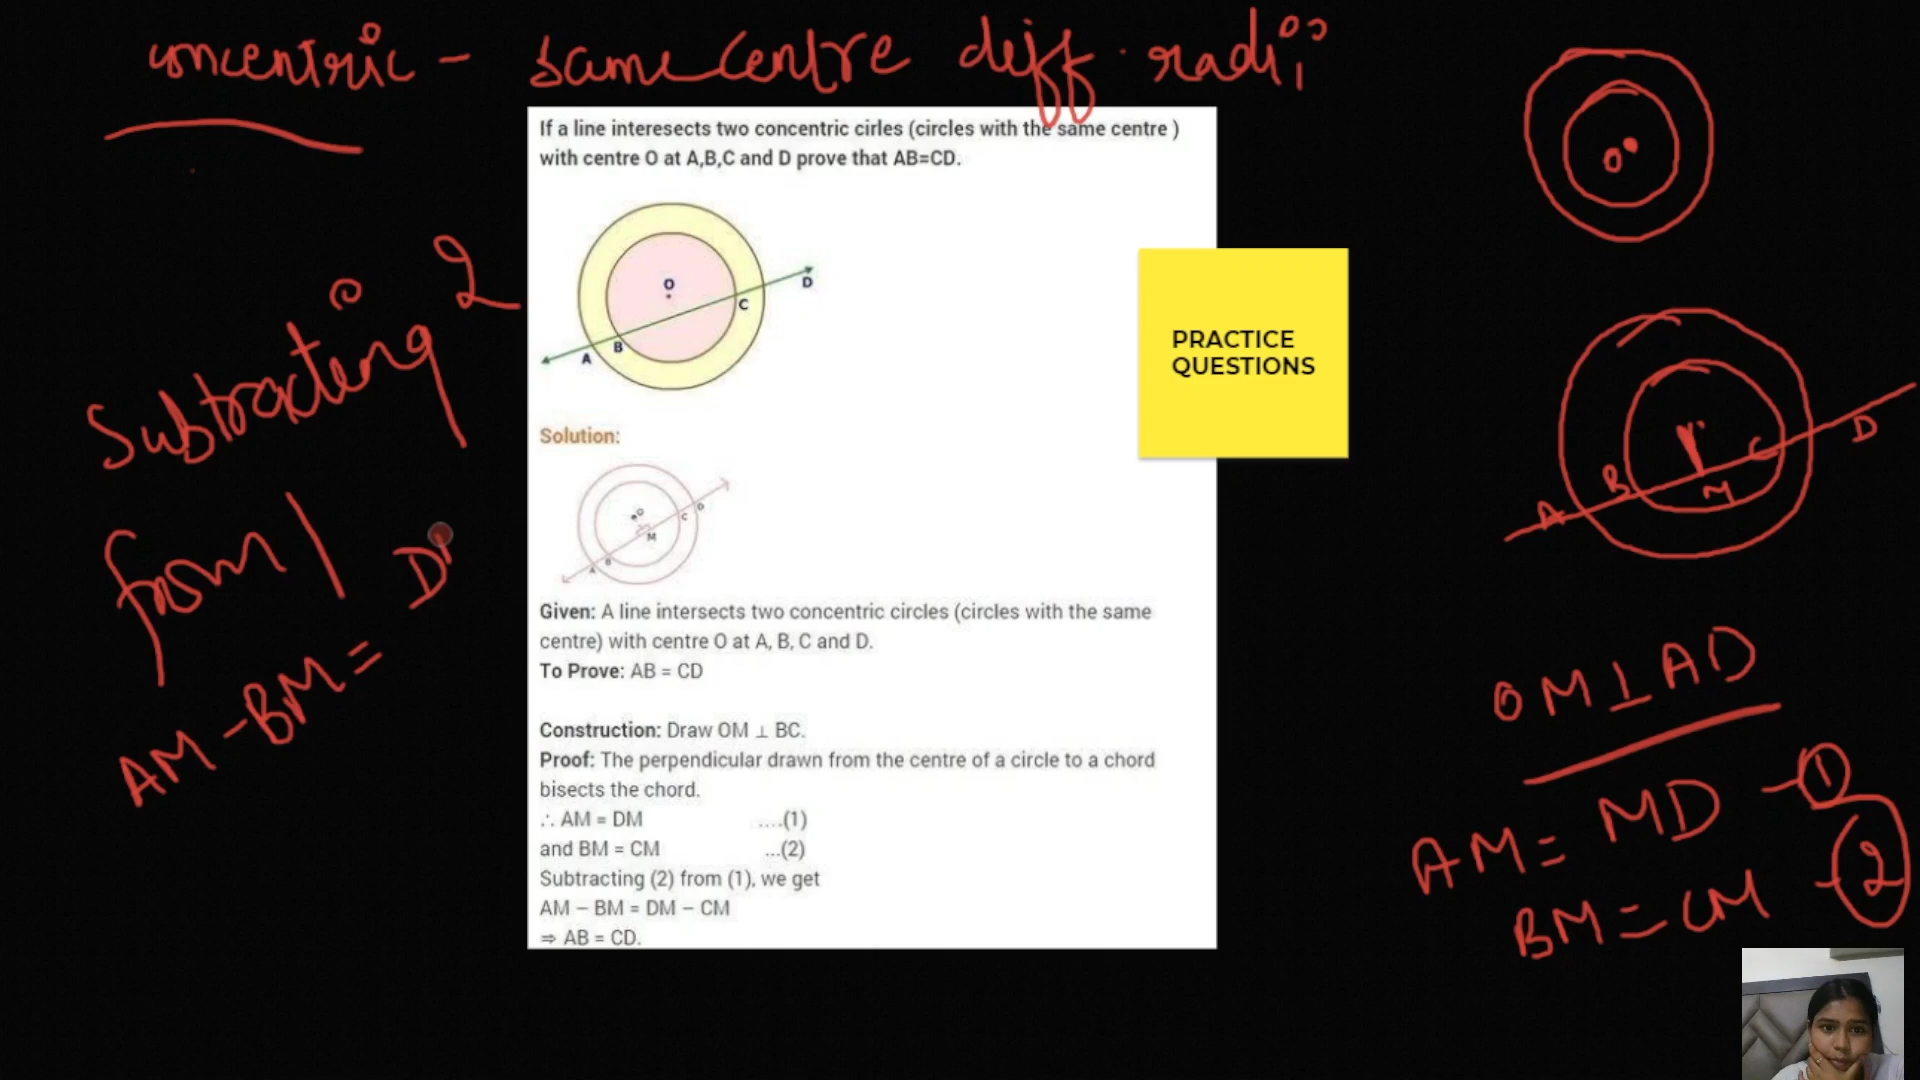 concentric - same centre diff. radii
If a line interesects two concentric cirles (circles with the same centre )
with centre O at A,B,C and D prove that AB=CD.
O
A
B
C
D
Solution:
O
M
A
B
C
D
Given: A line intersects two concentric circles (circles with the same
centre) with centre O at A, B, C and D.
To Prove: AB = CD
Construction: Draw OM ⊥ BC.
Proof: The perpendicular drawn from the centre of a circle to a chord
bisects the chord.
∴ AM = DM ....(1)
and BM = CM ...(2)
Subtracting (2) from (1), we get
AM − BM = DM − CM
⇒ AB = CD.
PRACTICE
QUESTIONS
Subtracting 2
from 1
AM - BM = D
O
A
B
M
C
D
OM ⊥ AD
AM = MD - ①
BM = CM - ②